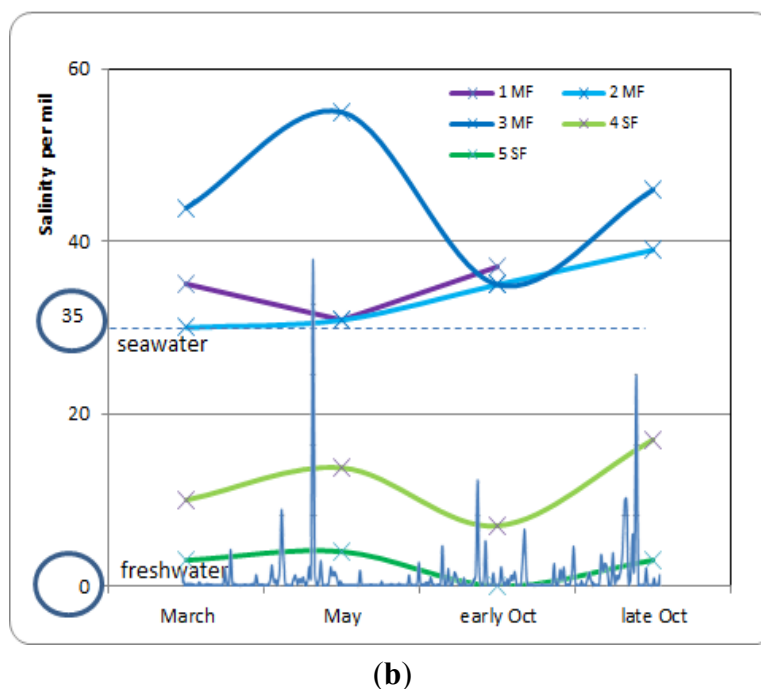 60
Salinity per mil
1 MF
2 MF
3 MF
4 SF
5 SF
40
35
seawater
20
freshwater
0
March
May
early Oct
late Oct
(b)